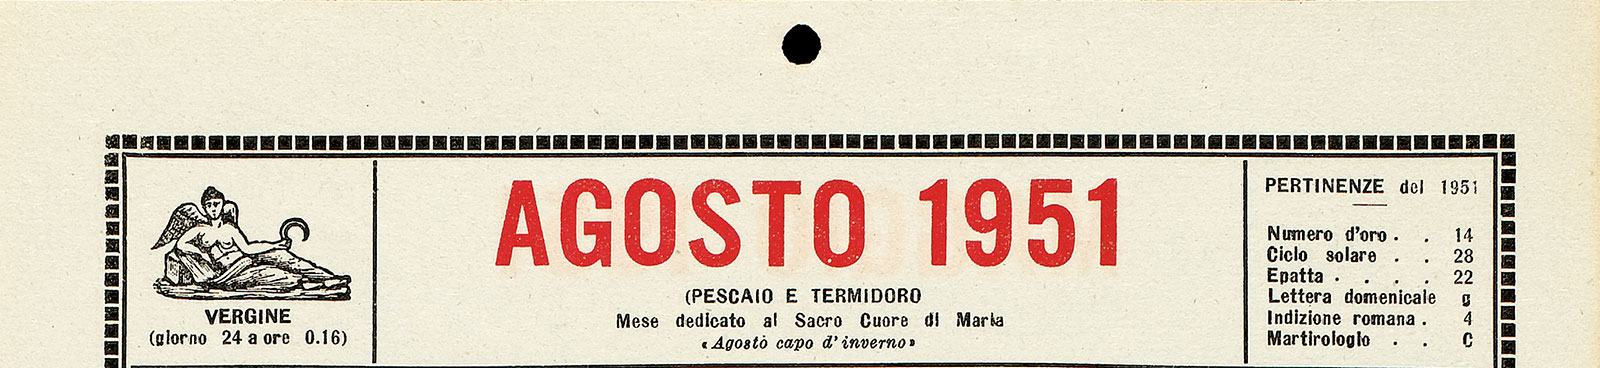 VERGINE
(giorno 24 a ore 0.16)
AGOSTO 1951
(PESCAIO E TERMIDORO
Mese dedicato al Sacro Cuore di Maria
«Agostò capo d'inverno»
PERTINENZE del 1951
Numero d'oro . . 14
Ciclo solare . . 28
Epatta . . . . 22
Lettera domenicale g
Indizione romana . 4
Martirologio . . C